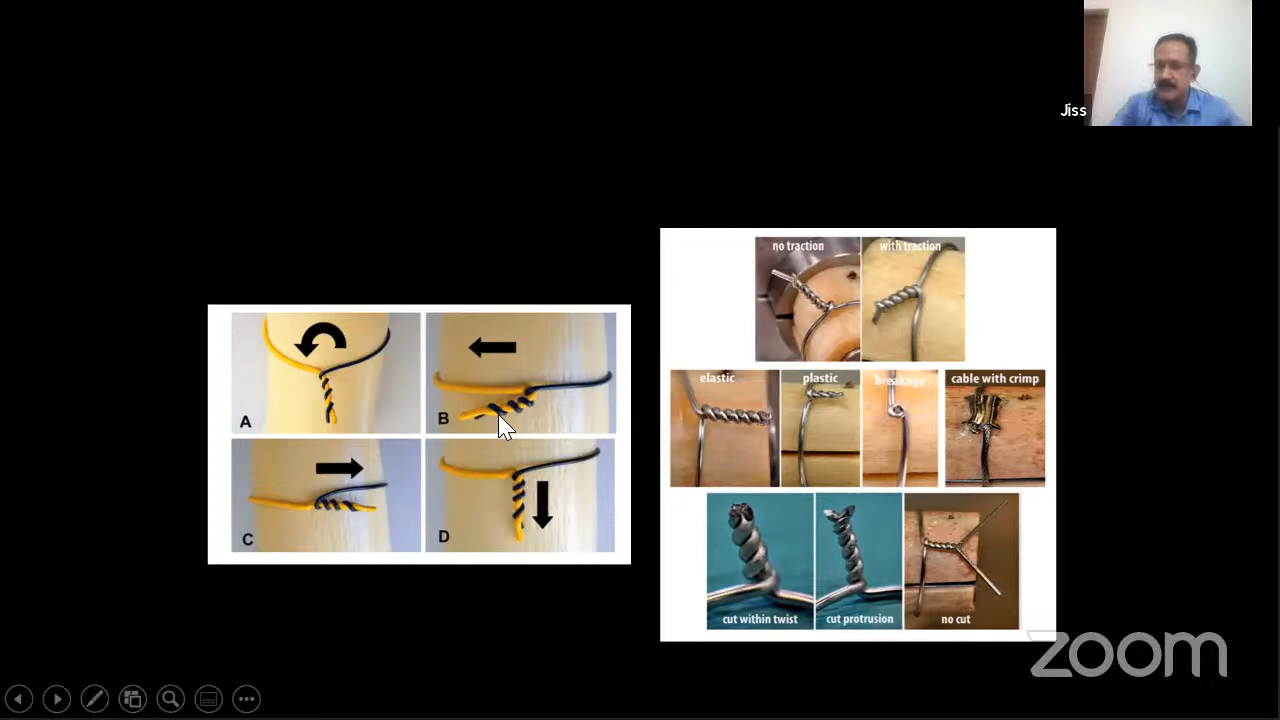 Jiss
no traction
with traction
A
B
C
D
elastic
plastic
breakage
cable with crimp
cut within twist
cut protrusion
no cut
zoom